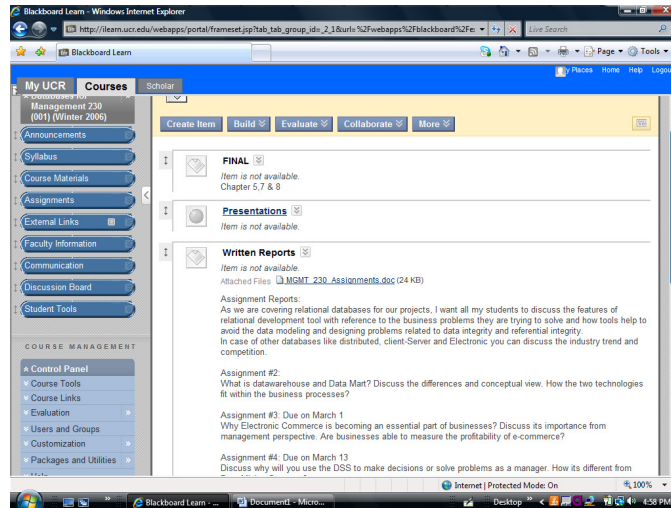 Blackboard Learn - Windows Internet Explorer
http://ilearn.ucr.edu/webapps/portal/frameset.jsp?tab_tab_group_id=_2_1&url=%2Fwebapps%2Fblackboard%2Fe
Live Search
Blackboard Learn
Page Tools
y Places Home Help Logou
My UCR Courses Scholar
Management 230
(001) (Winter 2006)
Announcements
Syllabus
Course Materials
Assignments
External Links
Faculty Information
Communication
Discussion Board
Student Tools
COURSE MANAGEMENT
Control Panel
Course Tools
Course Links
Evaluation
Users and Groups
Customization
Packages and Utilities
Create Item Build Evaluate Collaborate More
FINAL
Item is not available.
Chapter 5,7 & 8
Presentations
Item is not available.
Written Reports
Item is not available.
Attached Files MGMT_230_Assignments.doc (24 KB)
Assignment Reports:
As we are covering relational databases for our projects, I want all my students to discuss the features of
relational development tool with reference to the business problems they are trying to solve and how tools help to
avoid the data modeling and designing problems related to data integrity and referential integrity.
In case of other databases like distributed, client-Server and Electronic you can discuss the industry trend and
competition.
Assignment #2:
What is datawarehouse and Data Mart? Discuss the differences and conceptual view. How the two technologies
fit within the business processes?
Assignment #3: Due on March 1
Why Electronic Commerce is becoming an essential part of businesses? Discuss its importance from
management perspective. Are businesses able to measure the profitability of e-commerce?
Assignment #4: Due on March 13
Discuss why will you use the DSS to make decisions or solve problems as a manager. How its different from
Internet | Protected Mode: On 100%
Blackboard Learn - ... Document1 - Micro... Desktop 4:58 PM